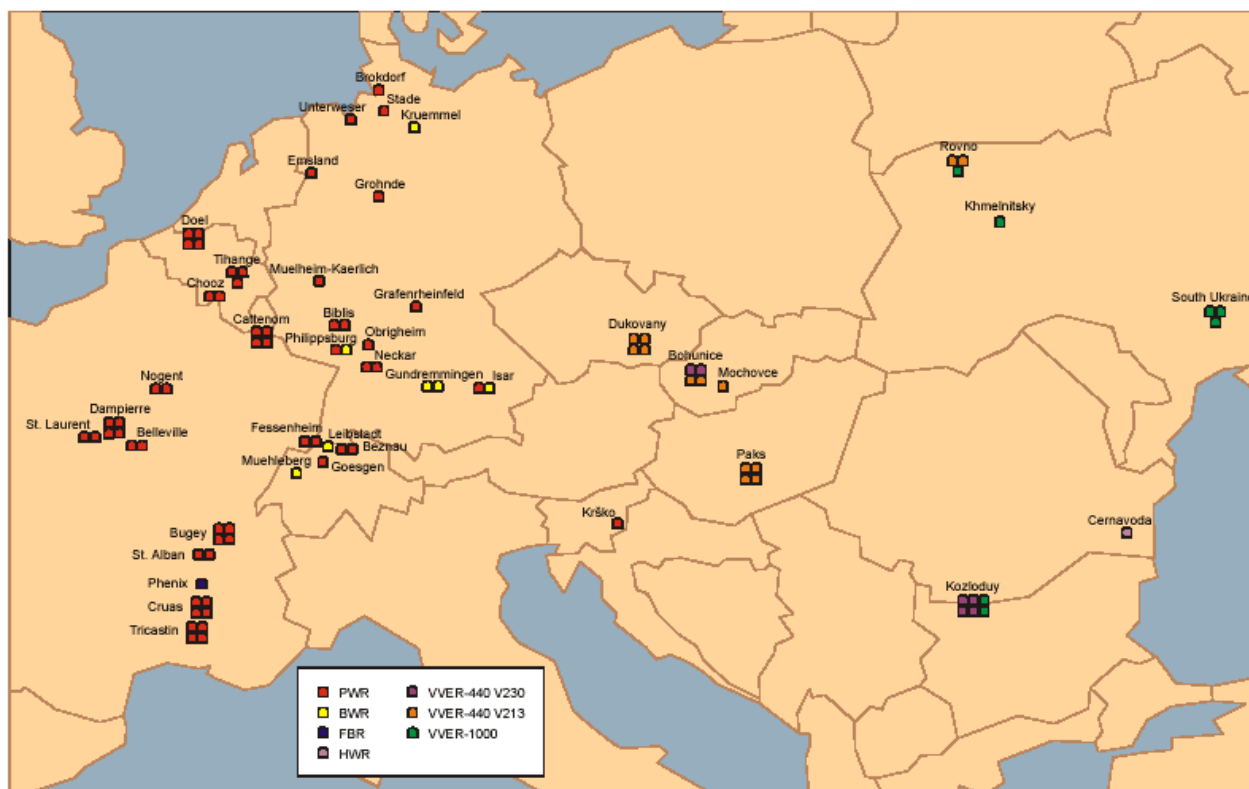 Brokdorf
Stade
Unterweser
Kruemmel
Rovno
Emsland
Grohnde
Khmelnitsky
Doel
Tihange
Muelheim-Kaerlich
Chooz
Grafenrheinfeld
South Ukraine
Biblis
Cattenom
Dukovany
Philippsburg
Obrigheim
Neckar
Bohunice
Nogent
Gundremmingen
Isar
Mochovce
Dampierre
St. Laurent
Belleville
Fessenheim
Leibstadt
Beznau
Muehleberg
Goesgen
Paks
Krško
Cernavoda
Bugey
St. Alban
Phenix
Kozloduy
Cruas
Tricastin
PWR
BWR
FBR
HWR
VVER-440 V230
VVER-440 V213
VVER-1000